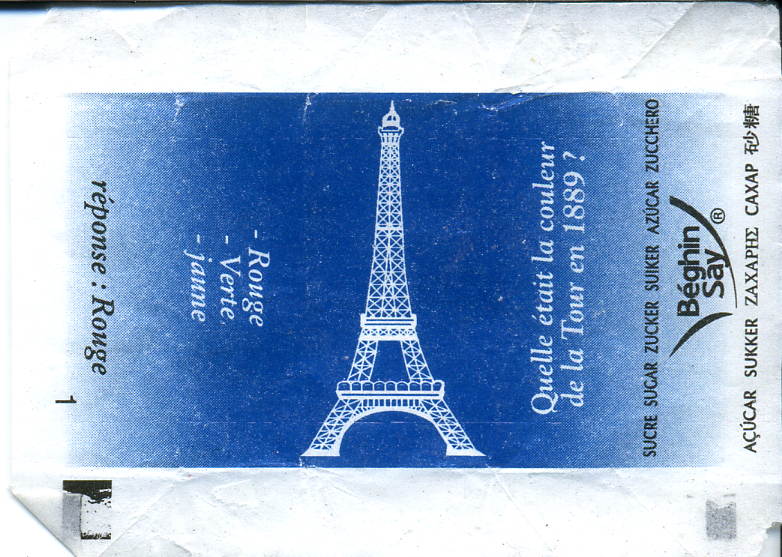 Quelle était la couleur
de la Tour en 1889 ?
- Rouge
- Verte
- jaune
réponse : Rouge
1
SUCRE SUGAR ZUCKER SUIKER AZÚCAR ZUCCHERO
Béghin
Say ®
AÇÚCAR SUKKER ΖΑΧΑΡΗΣ САХАР 砂糖